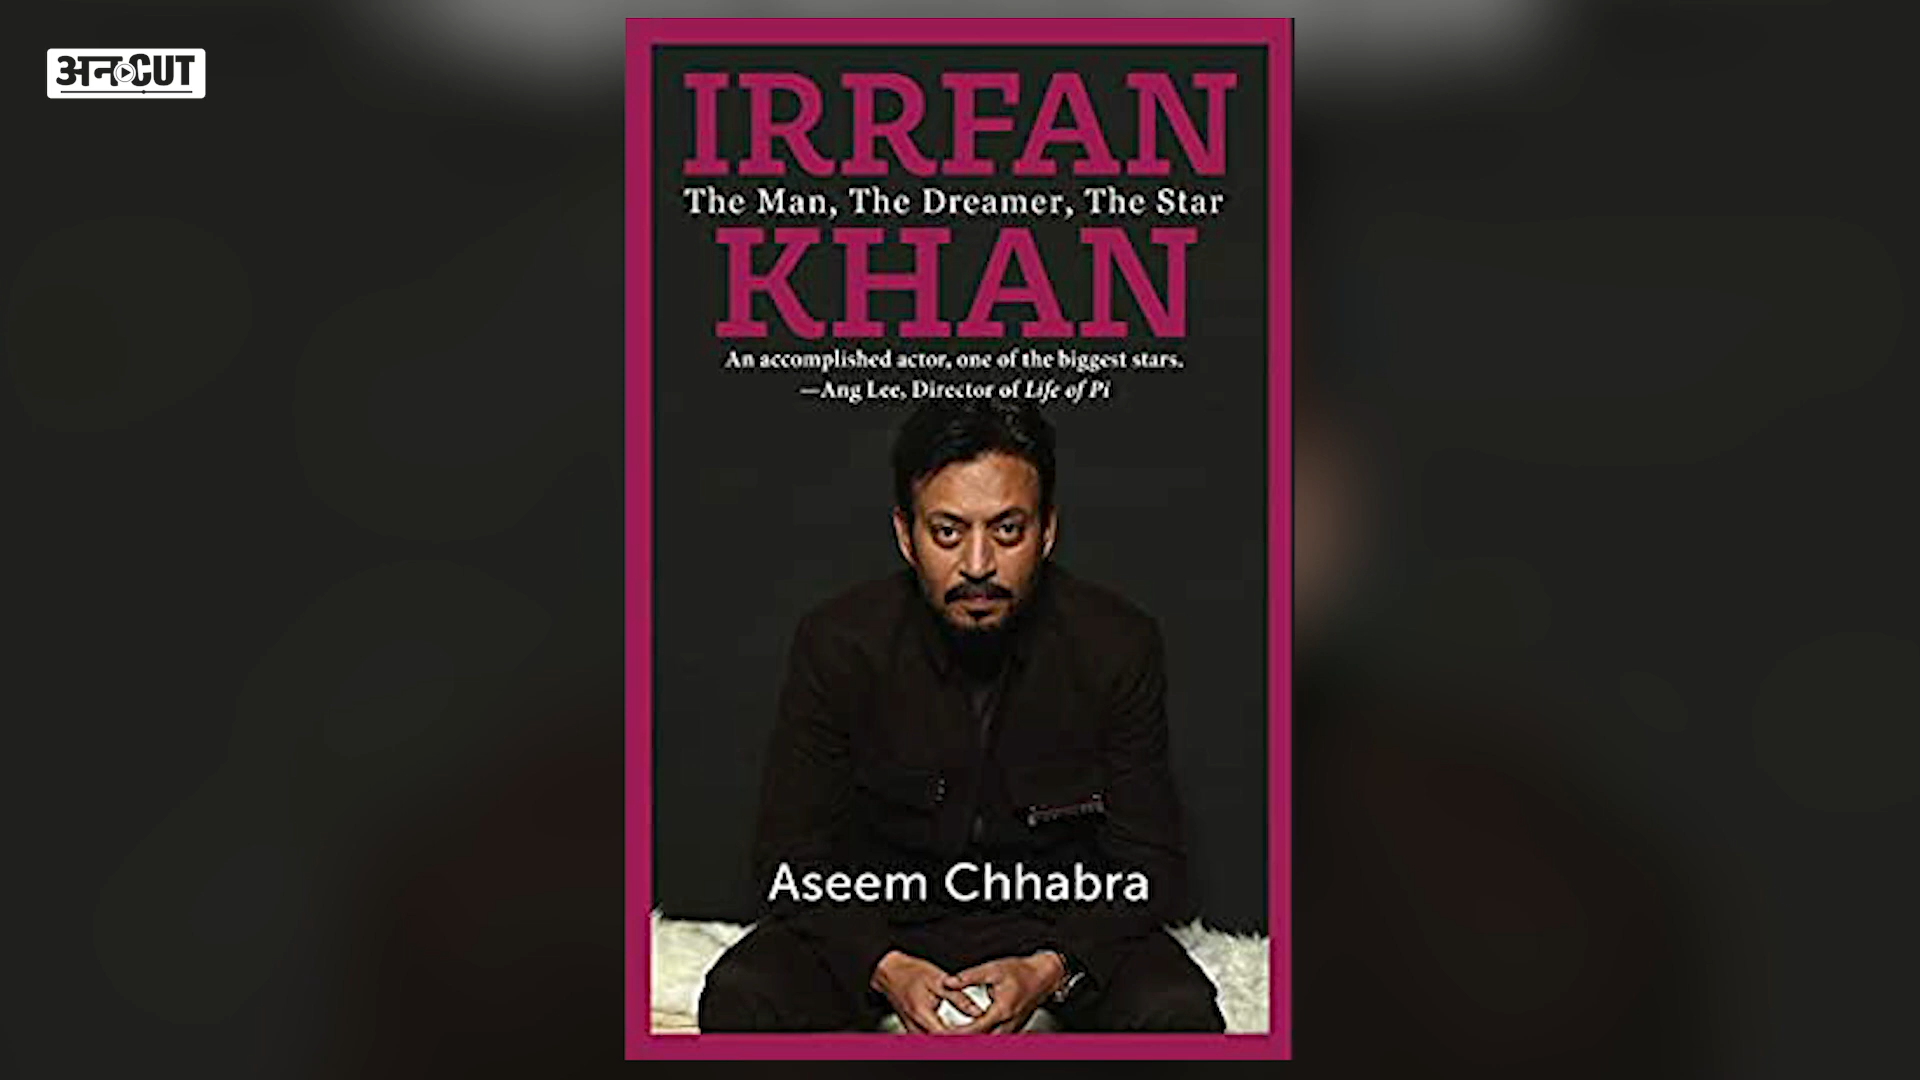 अनCUT
IRRFAN
The Man, The Dreamer, The Star
KHAN
An accomplished actor, one of the biggest stars.
—Ang Lee, Director of Life of Pi
Aseem Chhabra